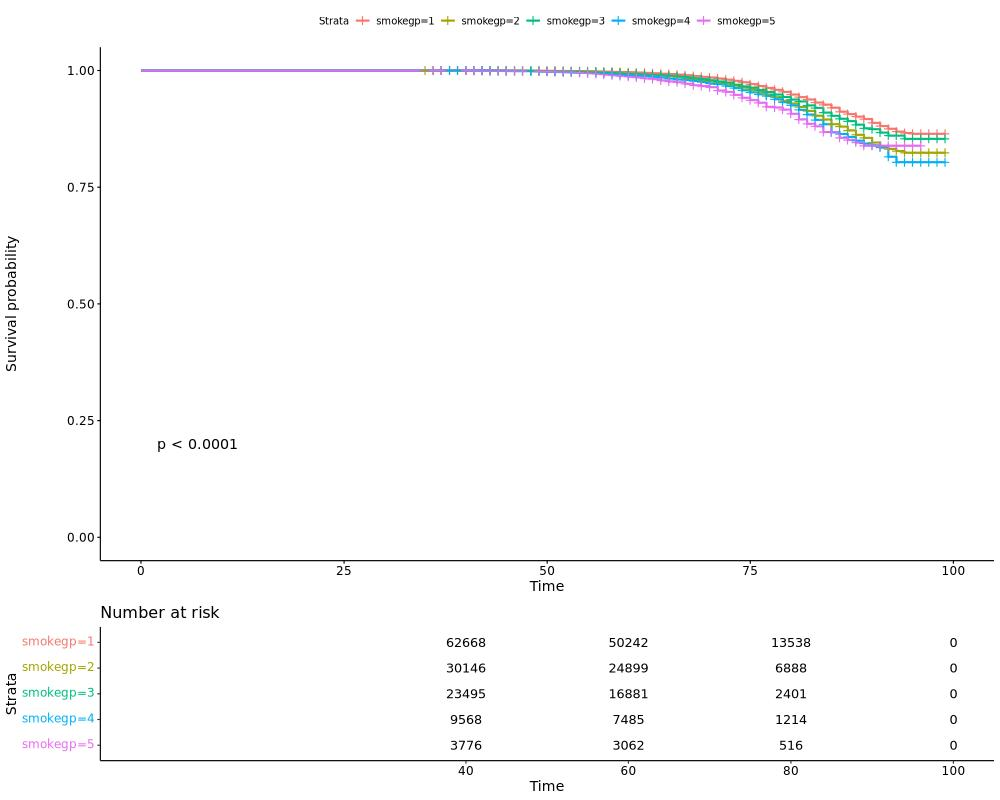 Strata smokegp=1 smokegp=2 smokegp=3 smokegp=4 smokegp=5
1.00
0.75
0.50
0.25
0.00
Survival probability
p < 0.0001
0 25 50 75 100
Time
Number at risk
smokegp=1 62668 50242 13538 0
smokegp=2 30146 24899 6888 0
smokegp=3 23495 16881 2401 0
smokegp=4 9568 7485 1214 0
smokegp=5 3776 3062 516 0
Strata
40 60 80 100
Time